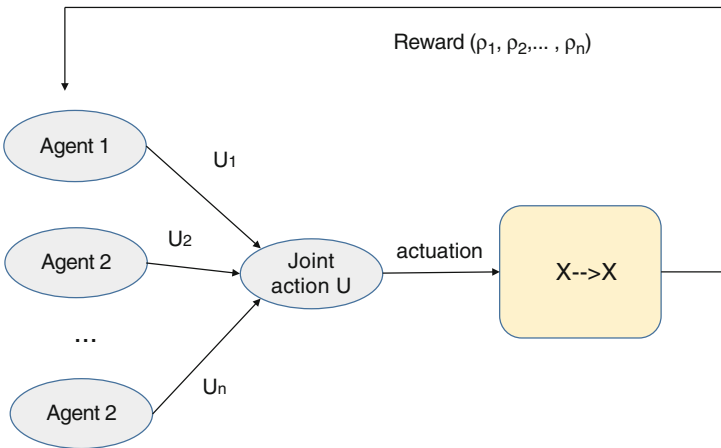 Reward (ρ1, ρ2,... , ρn)
Agent 1
U1
Agent 2
U2
Joint
action U
actuation
X-->X
...
Agent 2
Un